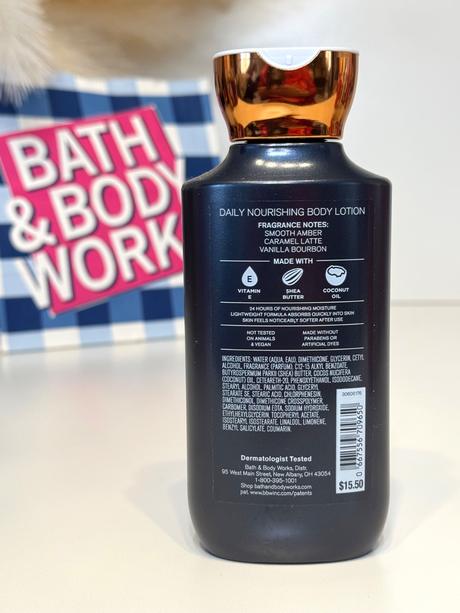 BATH
& BODY
WORK
DAILY NOURISHING BODY LOTION
FRAGRANCE NOTES:
SMOOTH AMBER
CARAMEL LATTE
VANILLA BOURBON
MADE WITH
E
VITAMIN
E
SHEA
BUTTER
COCONUT
OIL
24 HOURS OF NOURISHING MOISTURE
LIGHTWEIGHT FORMULA ABSORBS QUICKLY INTO SKIN
SKIN FEELS NOTICEABLY SOFTER AFTER USE
NOT TESTED
ON ANIMALS
& VEGAN
MADE WITHOUT
PARABENS OR
ARTIFICIAL DYES
INGREDIENTS: WATER (AQUA, EAU), DIMETHICONE, GLYCERIN, CETYL
ALCOHOL, FRAGRANCE (PARFUM), C12-15 ALKYL BENZOATE,
BUTYROSPERMUM PARKII (SHEA) BUTTER, COCOS NUCIFERA
(COCONUT) OIL, CETEARETH-20, PHENOXYETHANOL, ISODODECANE,
STEARYL ALCOHOL, PALMITIC ACID, GLYCERYL
STEARATE SE, STEARIC ACID, CHLORPHENESIN,
DIMETHICONOL, DIMETHICONE CROSSPOLYMER,
CARBOMER, DISODIUM EDTA, SODIUM HYDROXIDE,
ETHYLHEXYLGLYCERIN, TOCOPHERYL ACETATE,
ISOSTEARYL ISOSTEARATE, LINALOOL, LIMONENE,
BENZYL SALICYLATE, COUMARIN.
Dermatologist Tested
Bath & Body Works, Distr.
95 West Main Street, New Albany, OH 43054
1-800-395-1001
Shop bathandbodyworks.com
pat. www.bbwinc.com/patents
0 667556 709650
$15.50